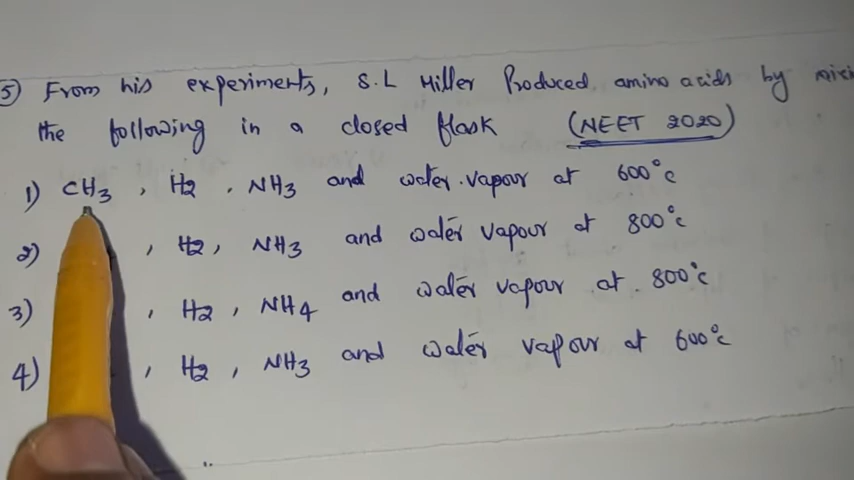 5) From his experiments, S.L Miller Produced amino acids by
the following in a closed flask (NEET 2020)
1) CH3, H2, NH3 and water vapour at 600°C
2) , H2, NH3 and water vapour at 800°C
3) , H2, NH4 and water vapour at 800°C
4) , H2, NH3 and water vapour at 600°C